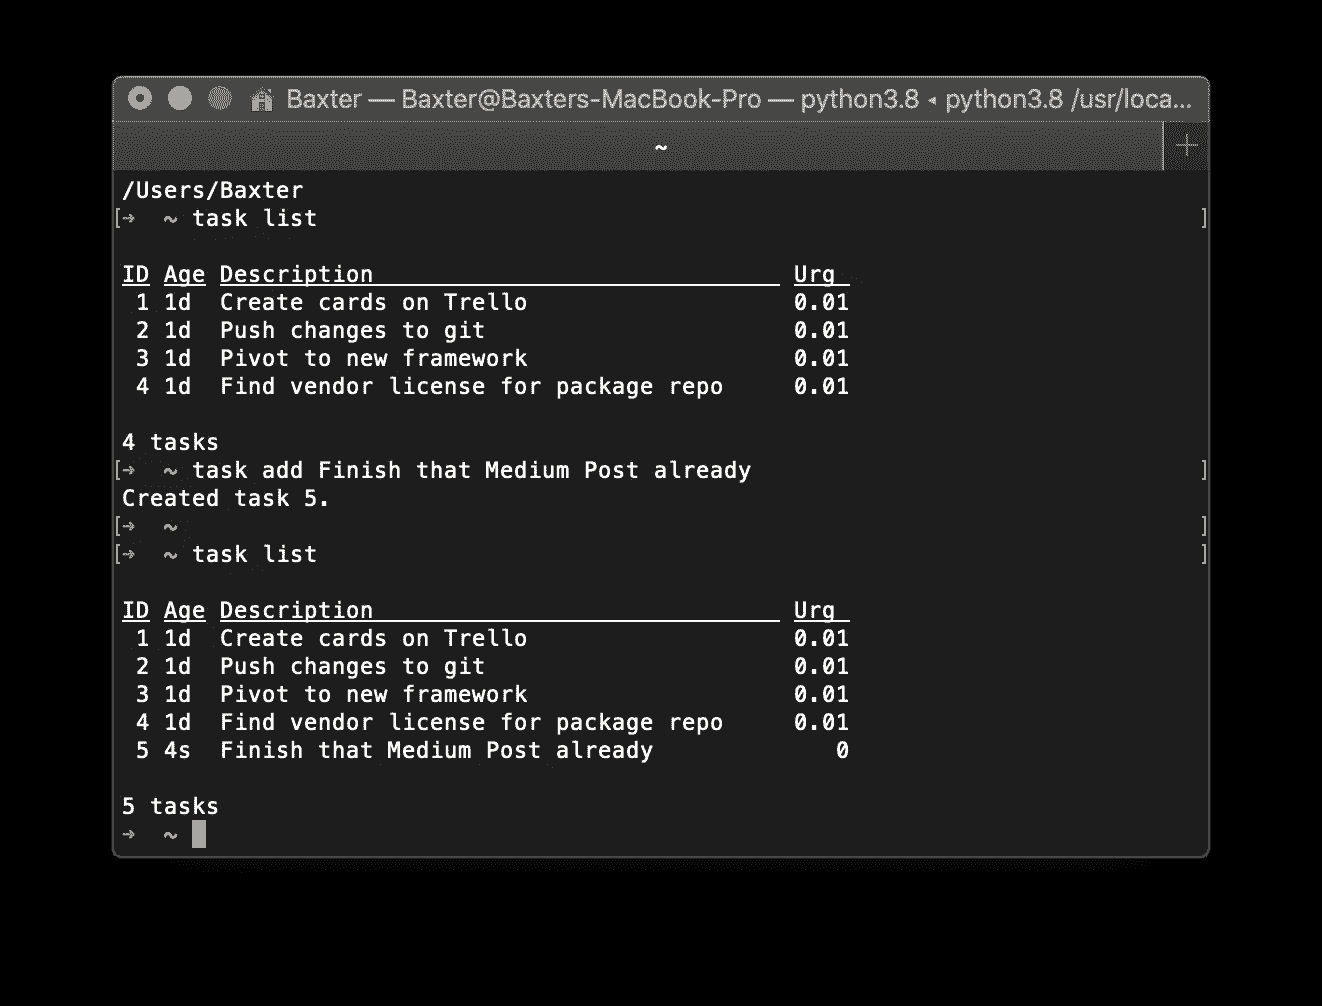 Baxter — Baxter@Baxters-MacBook-Pro — python3.8 ◂ python3.8 /usr/loca...
~
/Users/Baxter
[→  ~ task list ]
ID Age Description Urg
1 1d  Create cards on Trello 0.01
2 1d  Push changes to git 0.01
3 1d  Pivot to new framework 0.01
4 1d  Find vendor license for package repo 0.01
4 tasks
[→  ~ task add Finish that Medium Post already ]
Created task 5.
[→  ~ ]
[→  ~ task list ]
ID Age Description Urg
1 1d  Create cards on Trello 0.01
2 1d  Push changes to git 0.01
3 1d  Pivot to new framework 0.01
4 1d  Find vendor license for package repo 0.01
5 4s  Finish that Medium Post already 0
5 tasks
→  ~